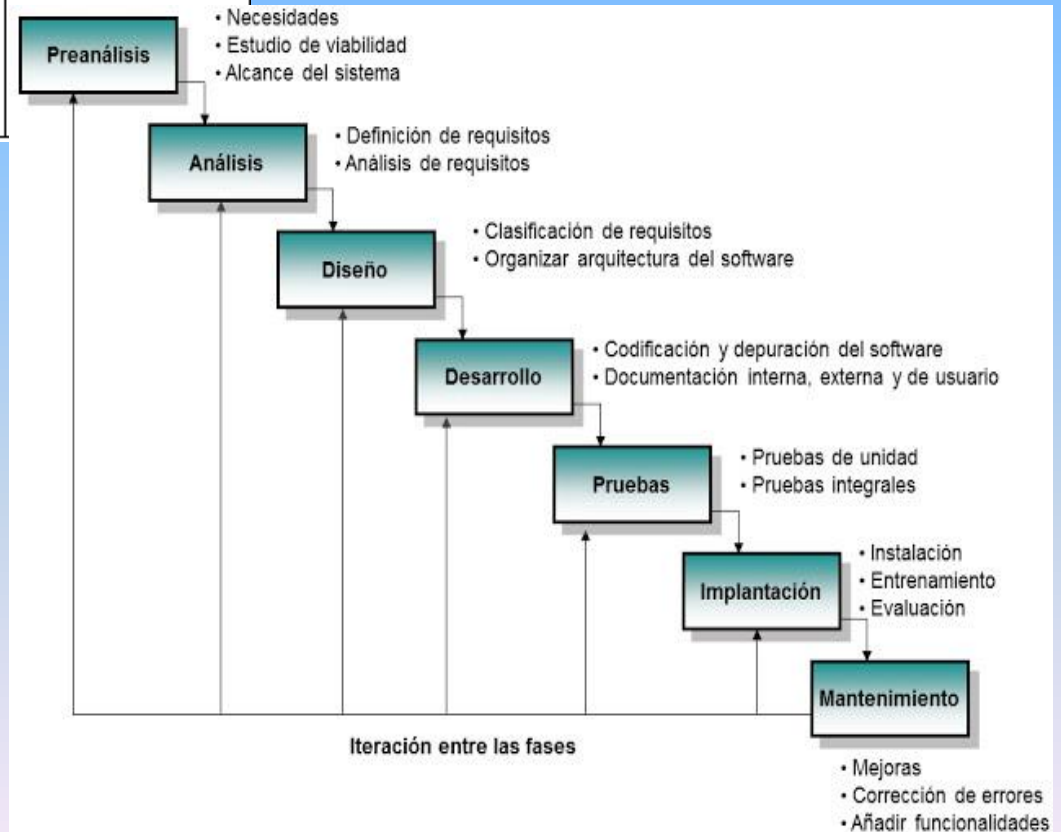 Preanálisis
• Necesidades
• Estudio de viabilidad
• Alcance del sistema
Análisis
• Definición de requisitos
• Análisis de requisitos
Diseño
• Clasificación de requisitos
• Organizar arquitectura del software
Desarrollo
• Codificación y depuración del software
• Documentación interna, externa y de usuario
Pruebas
• Pruebas de unidad
• Pruebas integrales
Implantación
• Instalación
• Entrenamiento
• Evaluación
Mantenimiento
Iteración entre las fases
• Mejoras
• Corrección de errores
• Añadir funcionalidades